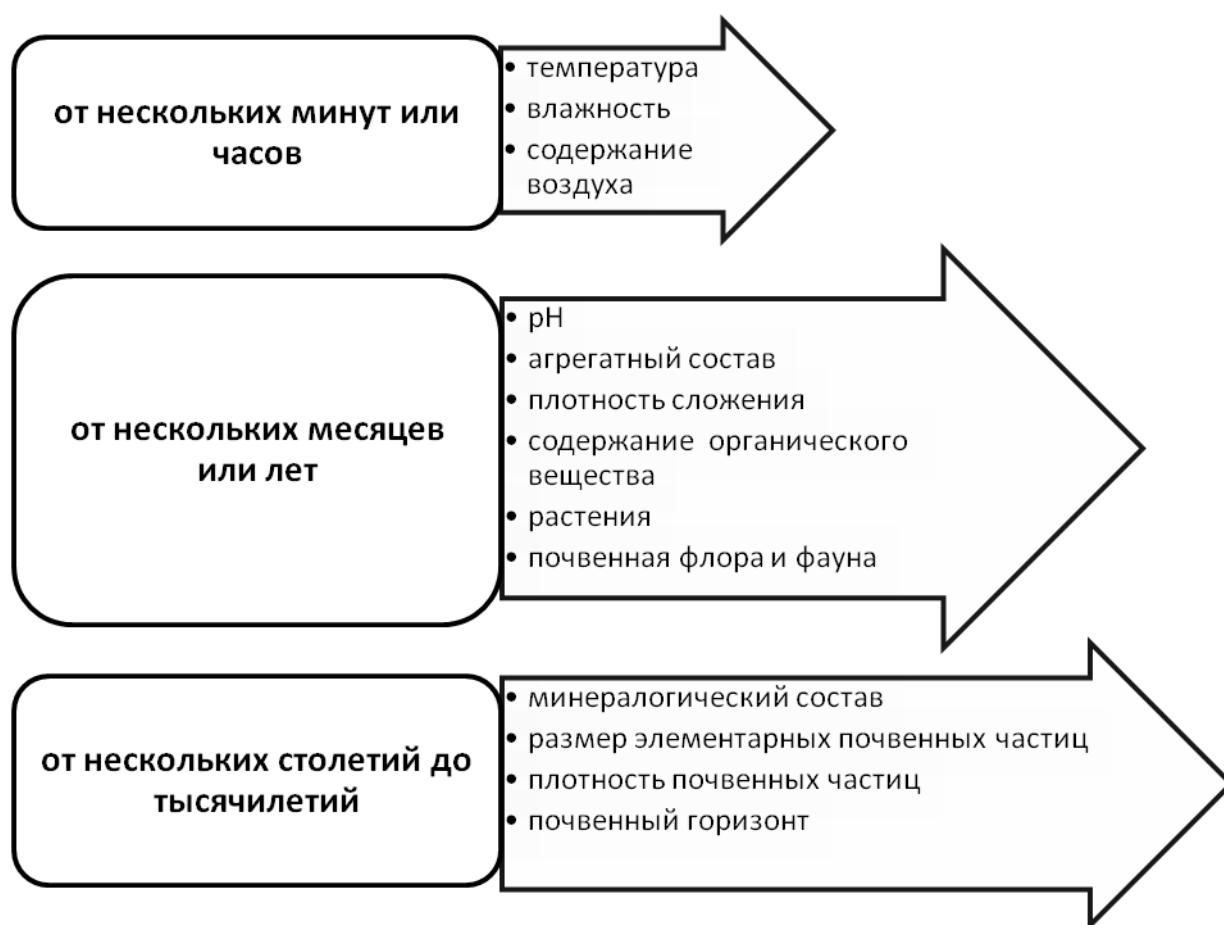 от нескольких минут или
часов
• температура
• влажность
• содержание
воздуха
от нескольких месяцев
или лет
• pH
• агрегатный состав
• плотность сложения
• содержание органического
вещества
• растения
• почвенная флора и фауна
от нескольких столетий до
тысячилетий
• минералогический состав
• размер элементарных почвенных частиц
• плотность почвенных частиц
• почвенный горизонт